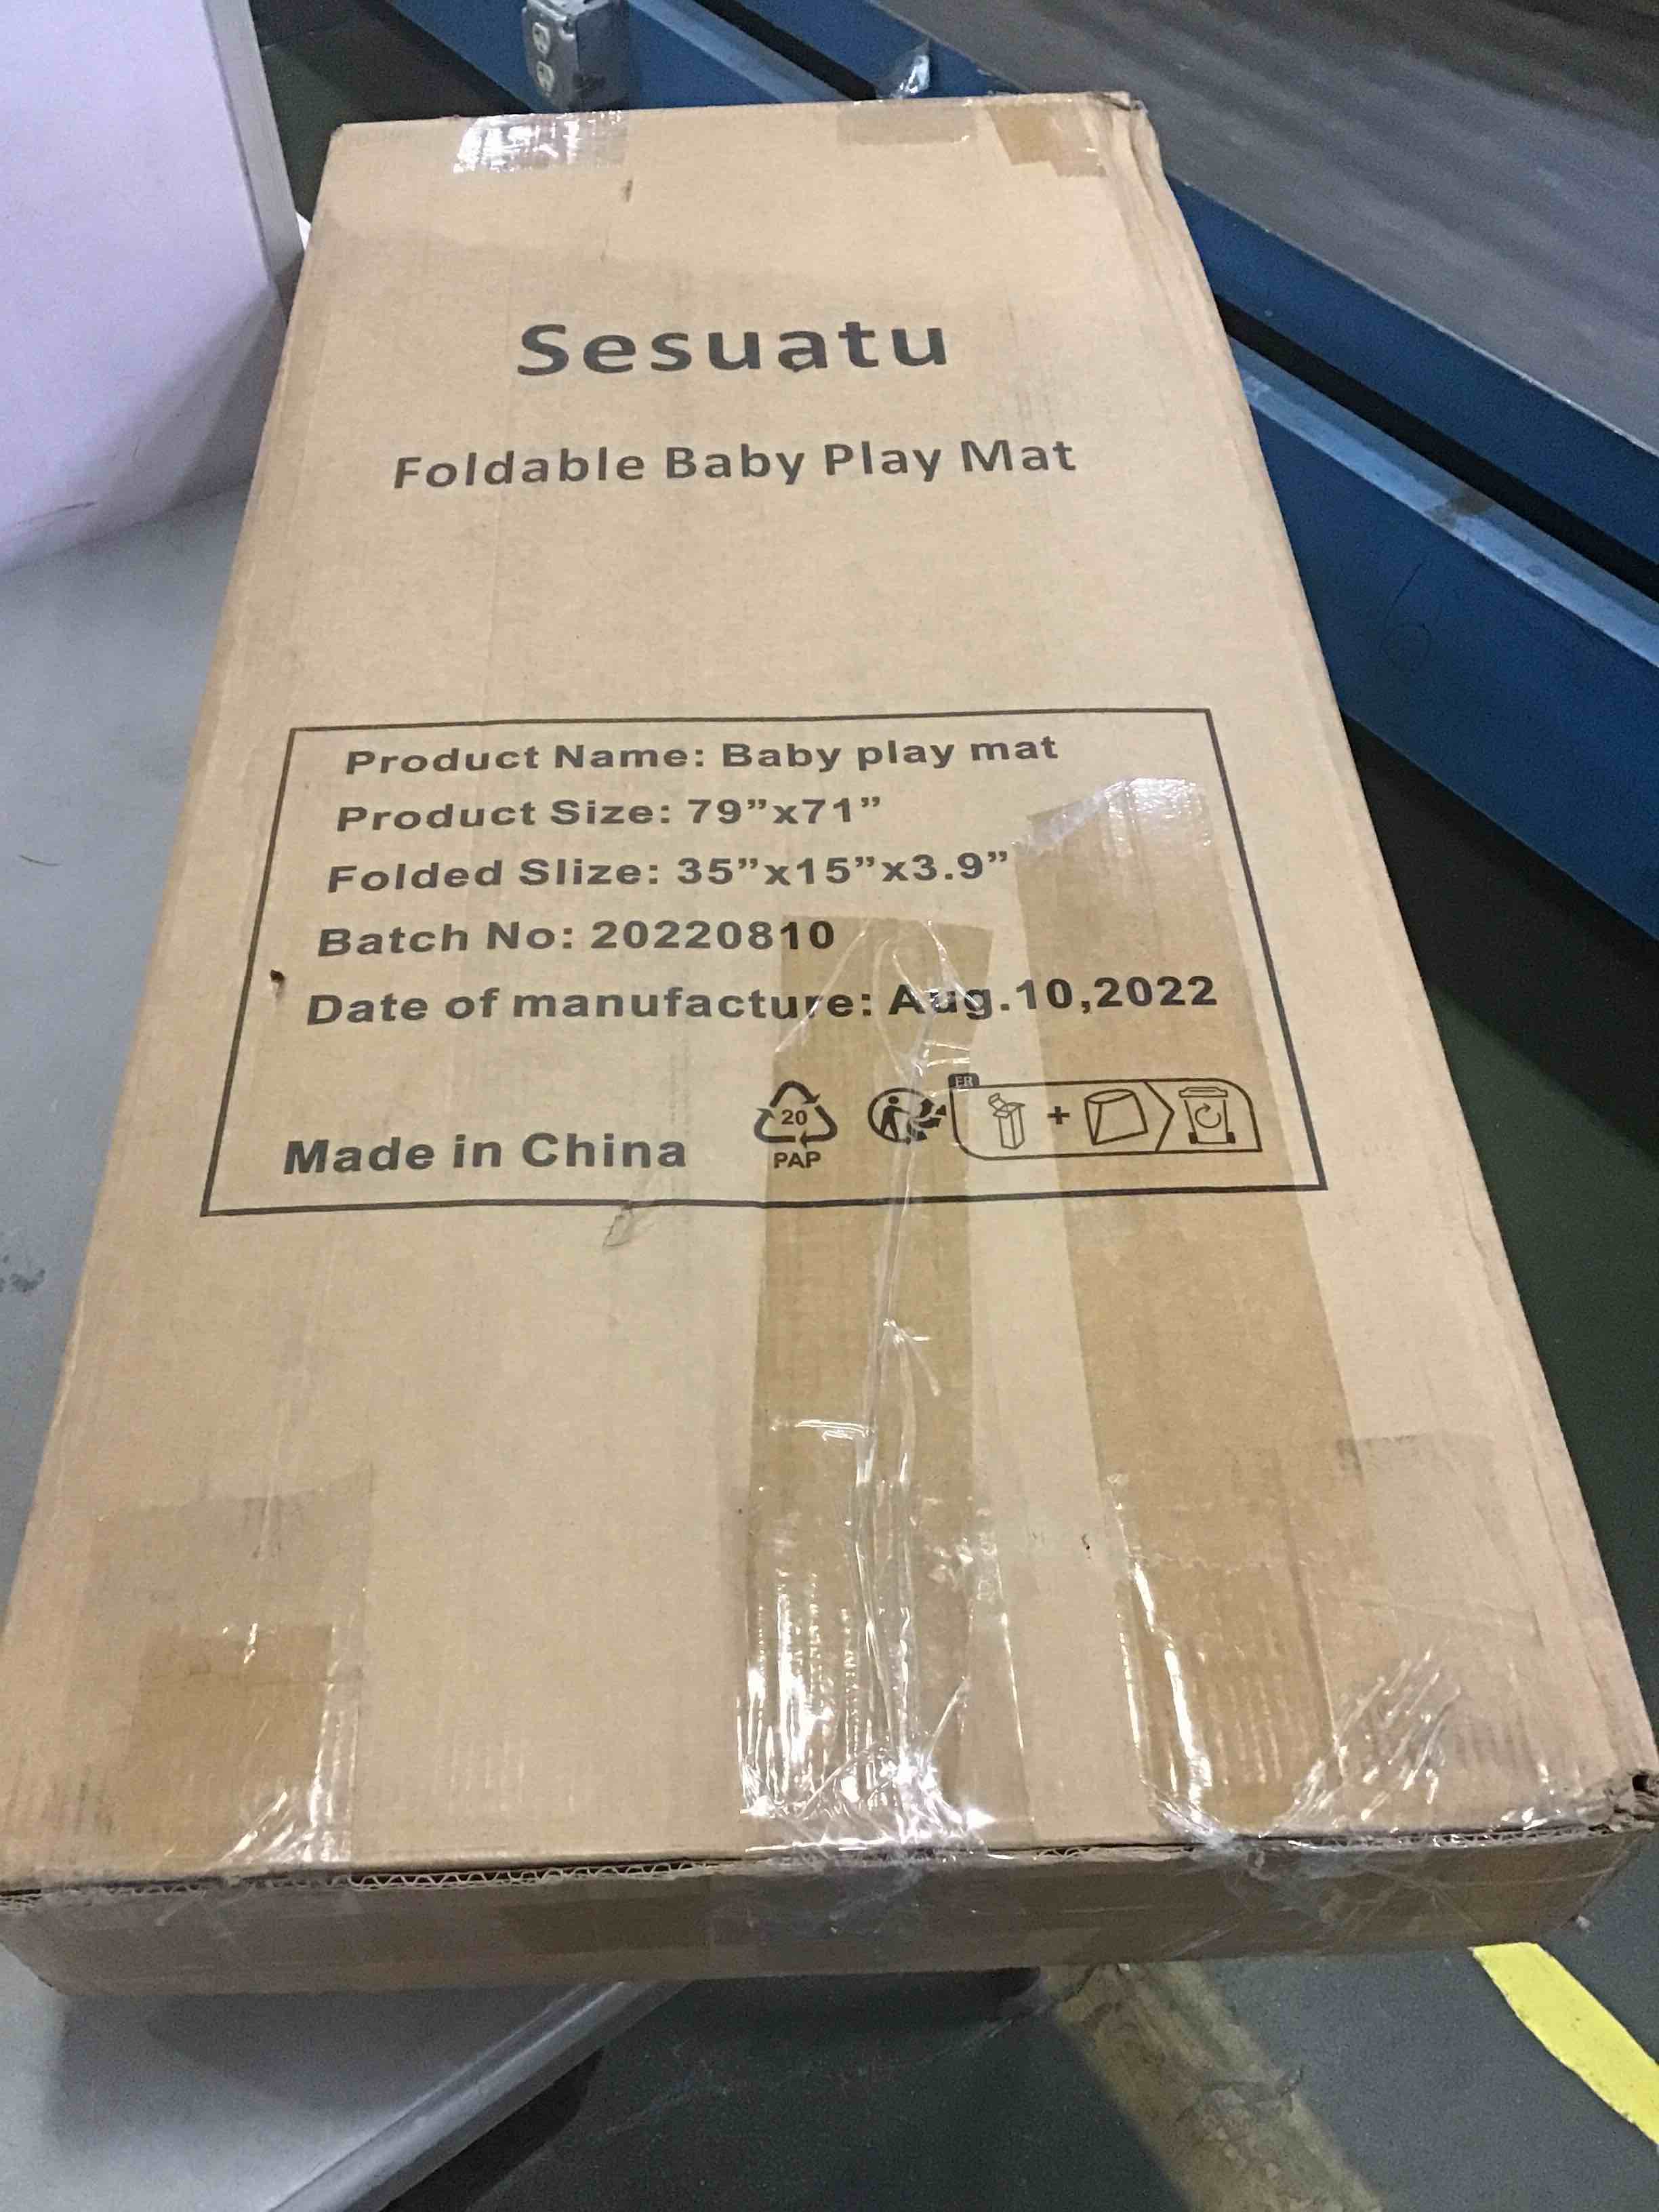 Sesuatu
Foldable Baby Play Mat
Product Name: Baby play mat
Product Size: 79”x71”
Folded Slize: 35”x15”x3.9”
Batch No: 20220810
Date of manufacture: Aug.10,2022
Made in China
20
PAP
FR
+